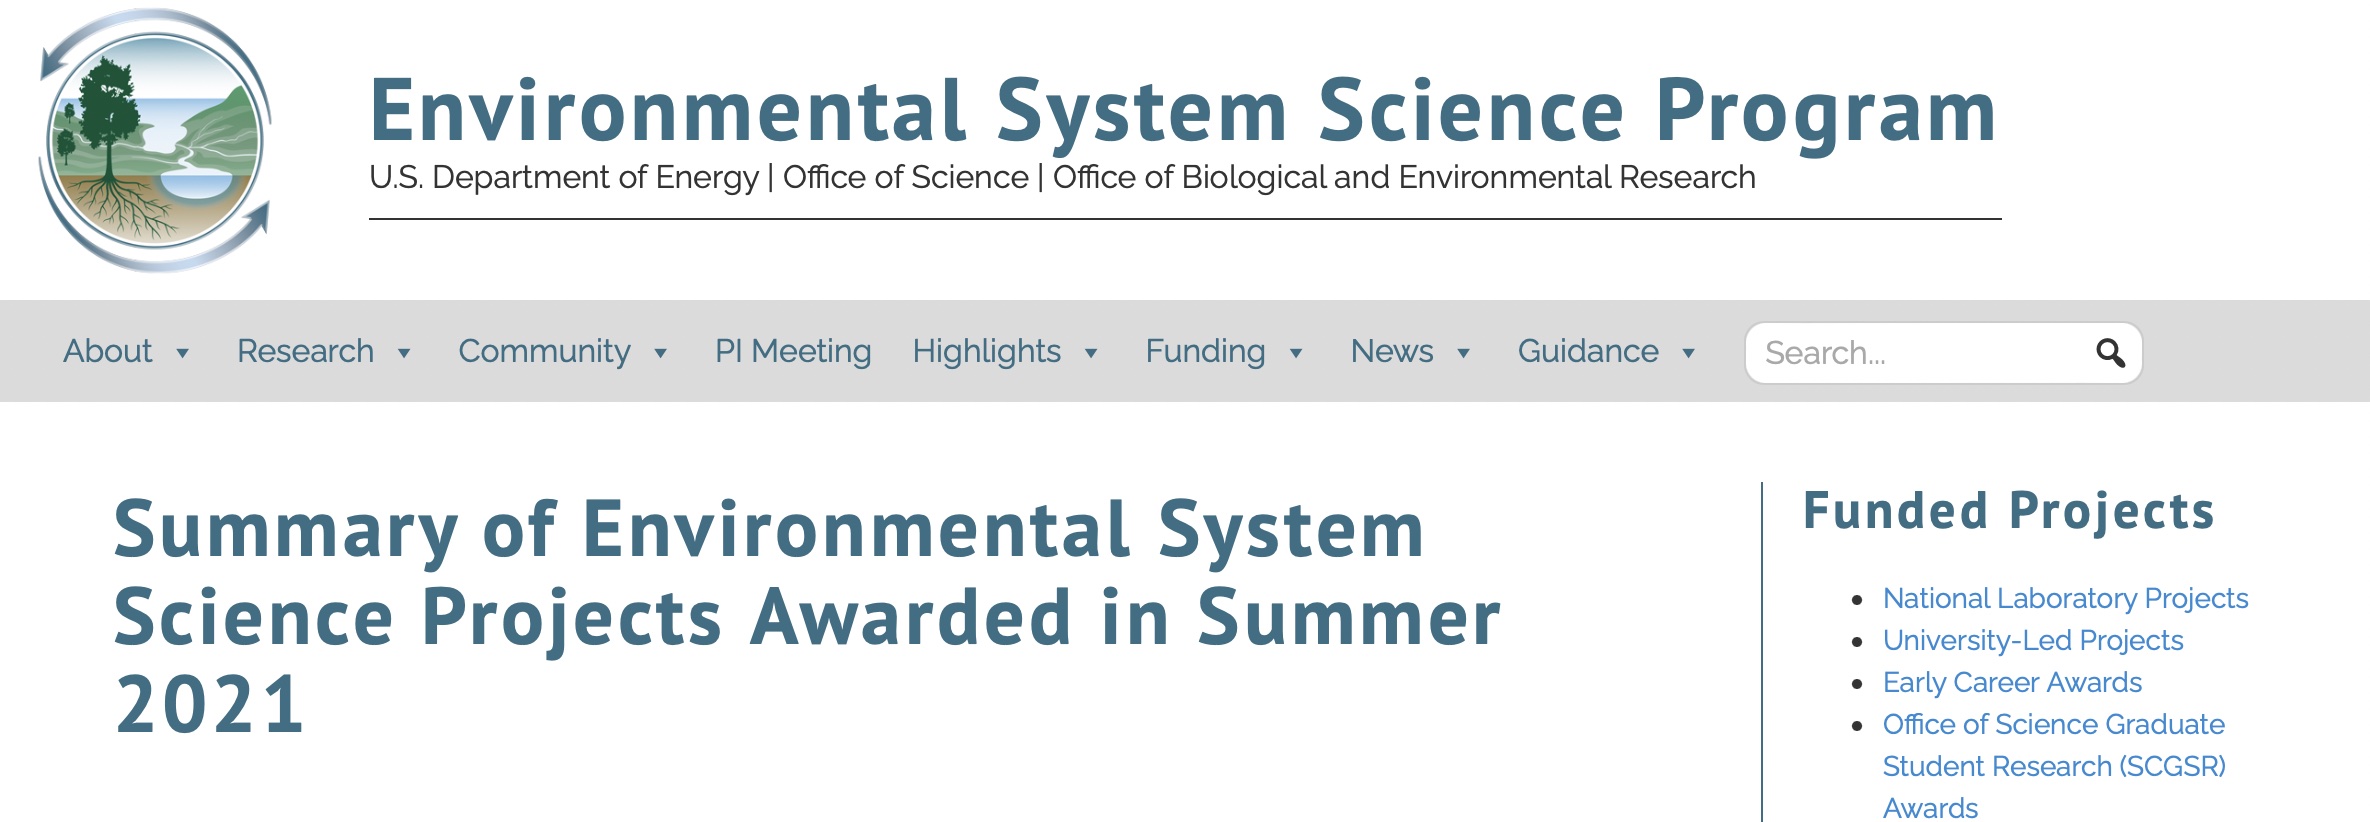 Environmental System Science Program
U.S. Department of Energy | Office of Science | Office of Biological and Environmental Research
About Research Community PI Meeting Highlights Funding News Guidance Search...
Summary of Environmental System
Science Projects Awarded in Summer
2021
Funded Projects
National Laboratory Projects
University-Led Projects
Early Career Awards
Office of Science Graduate
Student Research (SCGSR)
Awards